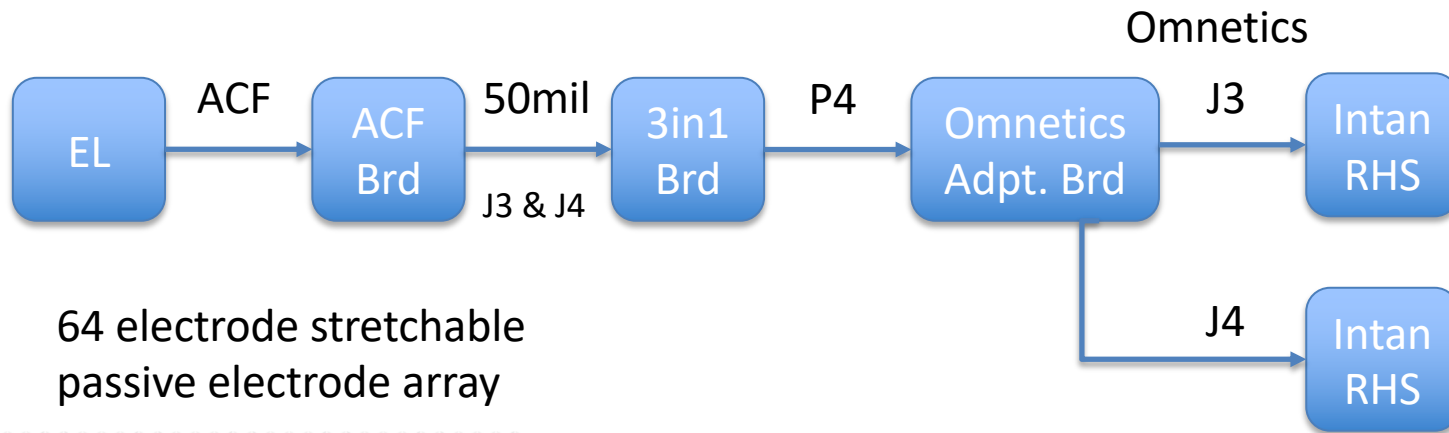 Omnetics
EL
ACF
ACF
Brd
50mil
J3 & J4
3in1
Brd
P4
Omnetics
Adpt. Brd
J3
Intan
RHS
J4
Intan
RHS
64 electrode stretchable
passive electrode array